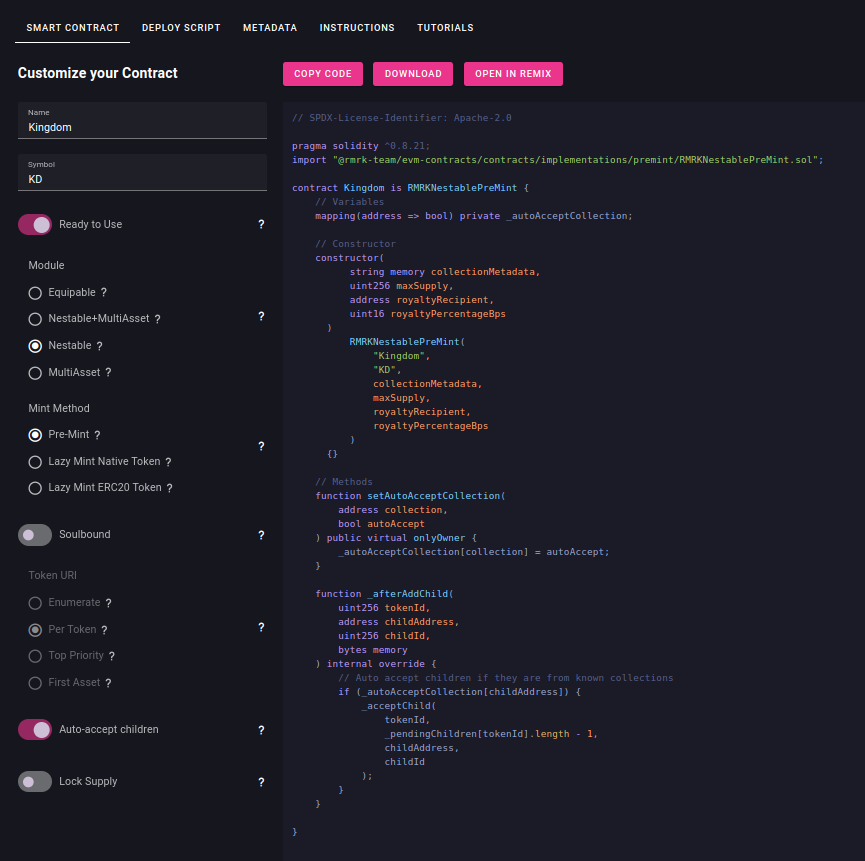 SMART CONTRACT DEPLOY SCRIPT METADATA INSTRUCTIONS TUTORIALS
Customize your Contract
Name
Kingdom
Symbol
KD
Ready to Use ?
Module
Equipable ?
Nestable+MultiAsset ? ?
Nestable ?
MultiAsset ?
Mint Method
Pre-Mint ? ?
Lazy Mint Native Token ?
Lazy Mint ERC20 Token ?
Soulbound ?
Token URI
Enumerate ?
Per Token ? ?
Top Priority ?
First Asset ?
Auto-accept children ?
Lock Supply ?
COPY CODE DOWNLOAD OPEN IN REMIX
// SPDX-License-Identifier: Apache-2.0
pragma solidity ^0.8.21;
import "@rmrk-team/evm-contracts/contracts/implementations/premint/RMRKNestablePreMint.sol";
contract Kingdom is RMRKNestablePreMint {
// Variables
mapping(address => bool) private _autoAcceptCollection;
// Constructor
constructor(
string memory collectionMetadata,
uint256 maxSupply,
address royaltyRecipient,
uint16 royaltyPercentageBps
)
RMRKNestablePreMint(
"Kingdom",
"KD",
collectionMetadata,
maxSupply,
royaltyRecipient,
royaltyPercentageBps
)
{}
// Methods
function setAutoAcceptCollection(
address collection,
bool autoAccept
) public virtual onlyOwner {
_autoAcceptCollection[collection] = autoAccept;
}
function _afterAddChild(
uint256 tokenId,
address childAddress,
uint256 childId,
bytes memory
) internal override {
// Auto accept children if they are from known collections
if (_autoAcceptCollection[childAddress]) {
_acceptChild(
tokenId,
_pendingChildren[tokenId].length - 1,
childAddress,
childId
);
}
}
}